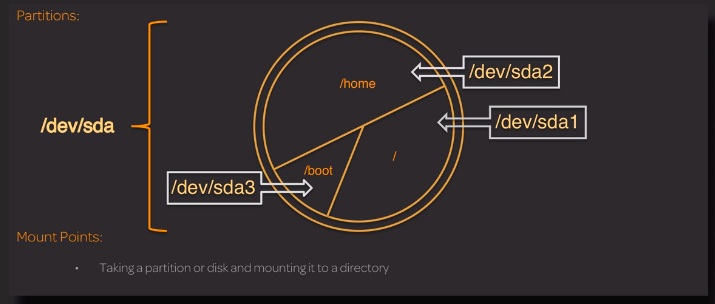 Partitions:
/dev/sda
/home
/dev/sda2
/dev/sda1
/
/boot
/dev/sda3
Mount Points:
• Taking a partition or disk and mounting it to a directory